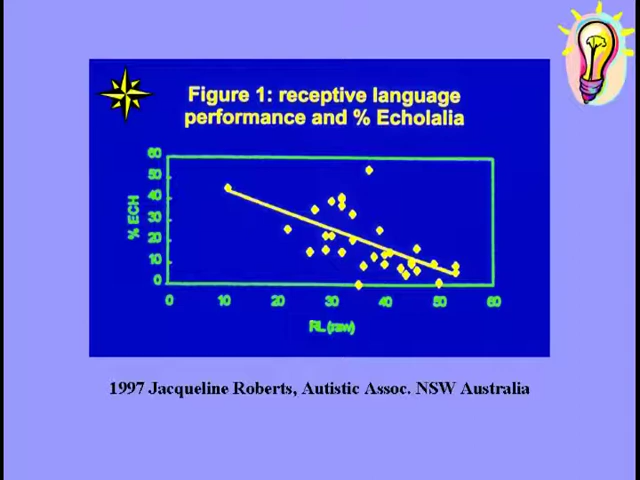 Figure 1: receptive language
performance and % Echolalia
60
50
40
30
20
10
0
% ECH
0 10 20 30 40 50 60
RL (raw)
1997 Jacqueline Roberts, Autistic Assoc. NSW Australia